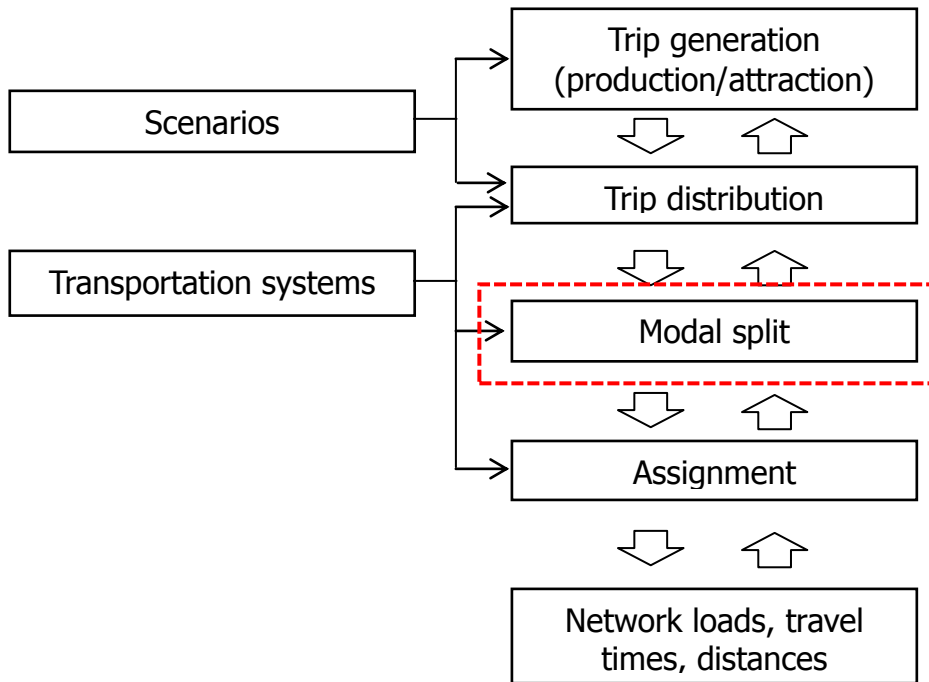 Trip generation
(production/attraction)
Scenarios
Trip distribution
Transportation systems
Modal split
Assignment
Network loads, travel
times, distances